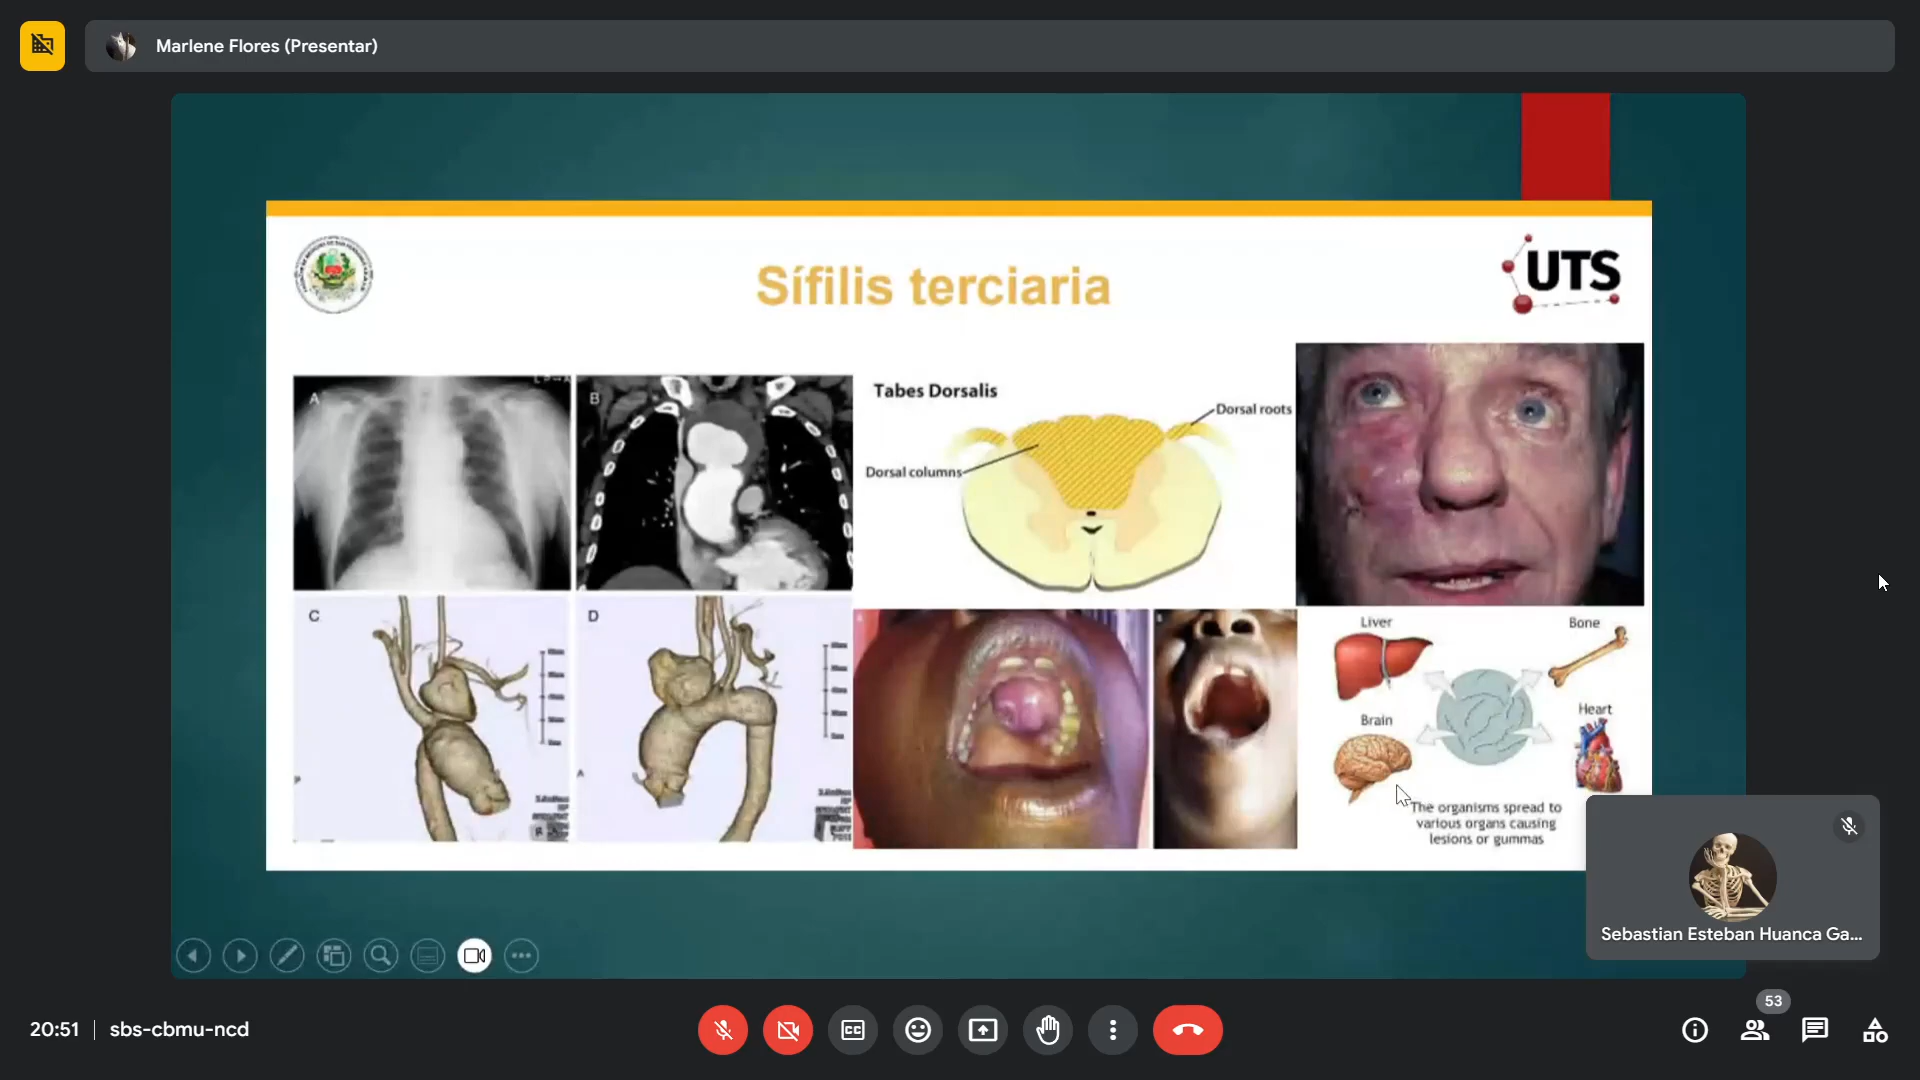 Marlene Flores (Presentar)
UTS
Sífilis terciaria
A
B
Tabes Dorsalis
Dorsal roots
Dorsal columns
C
D
Liver
Bone
Brain
Heart
The organisms spread to
various organs causing
lesions or gummas
Sebastian Esteban Huanca Ga...
53
20:51 | sbs-cbmu-ncd